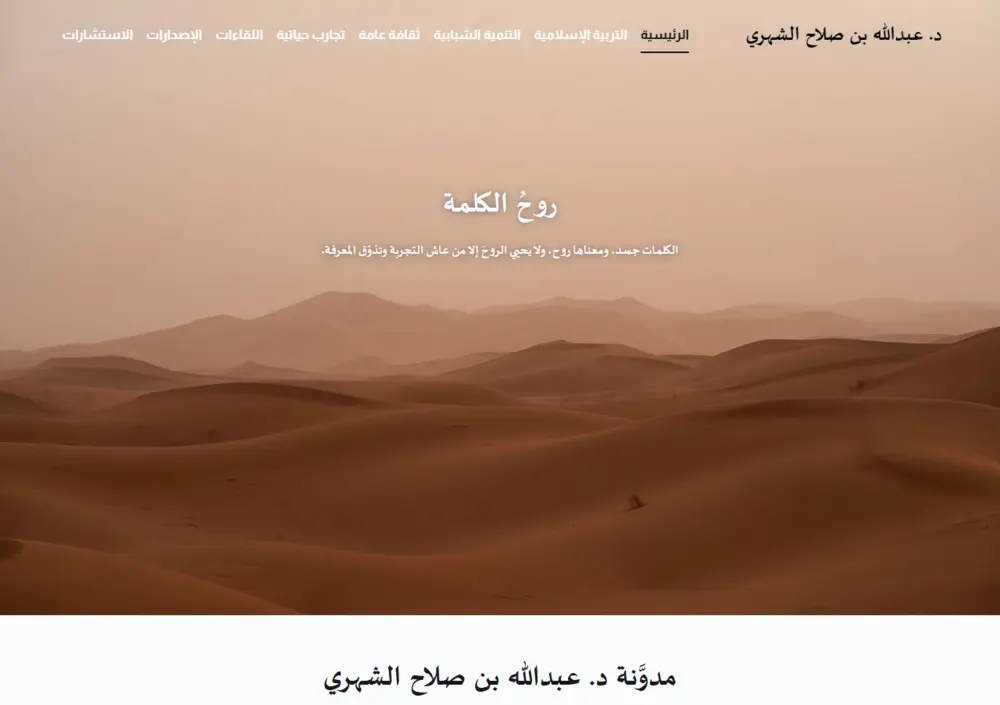 د. عبدالله بن صلاح الشهري
الرئيسية التربية الإسلامية التنمية الشبابية ثقافة عامة تجارب حياتية اللقاءات الإصدارات الاستشارات
روحُ الكلمة
الكلمات جسد، ومعناها روح، ولا يحيي الروحَ إلا من عاش التجربة وتذوّق المعرفة.
مدوَّنة د. عبدالله بن صلاح الشهري